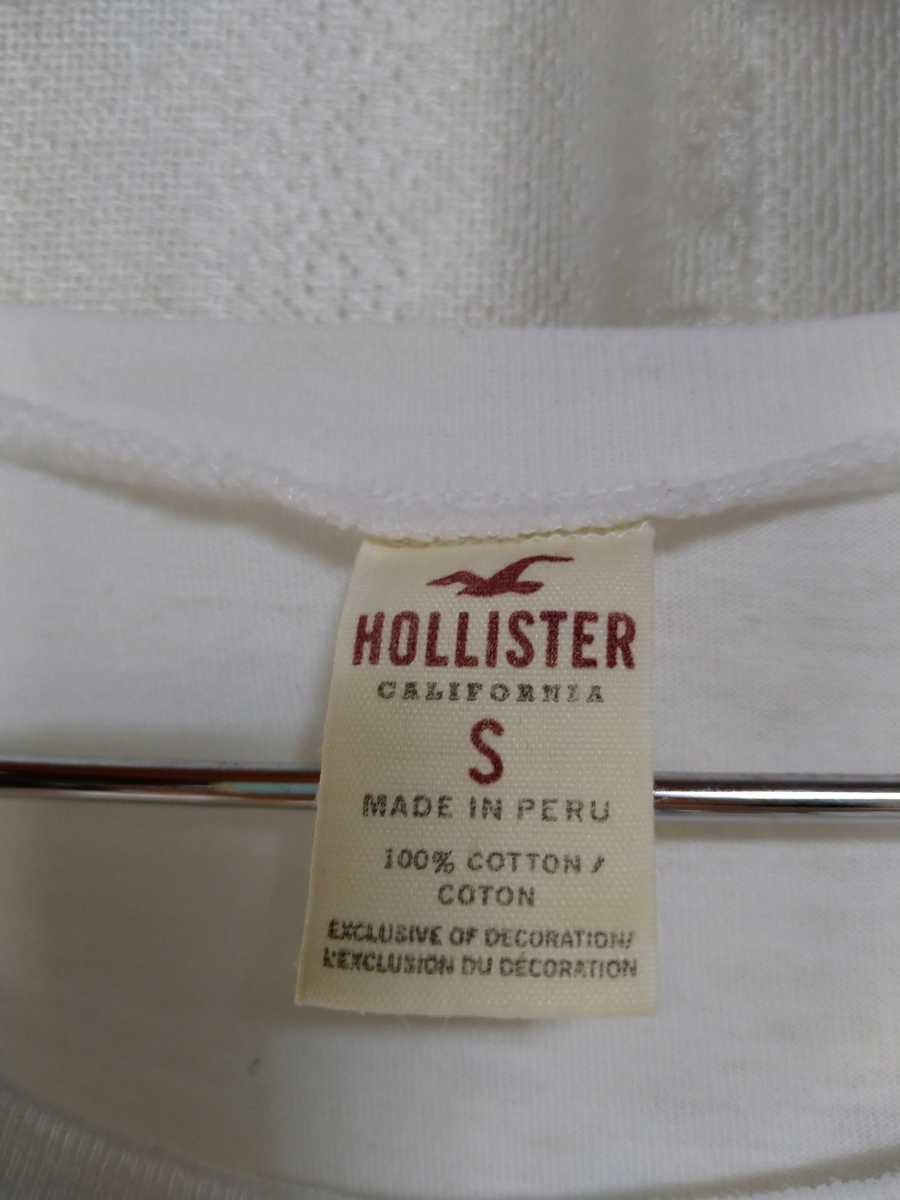 HOLLISTER
CALIFORNIA
S
MADE IN PERU
100% COTTON /
COTON
EXCLUSIVE OF DECORATION/
L'EXCLUSION DU DÉCORATION